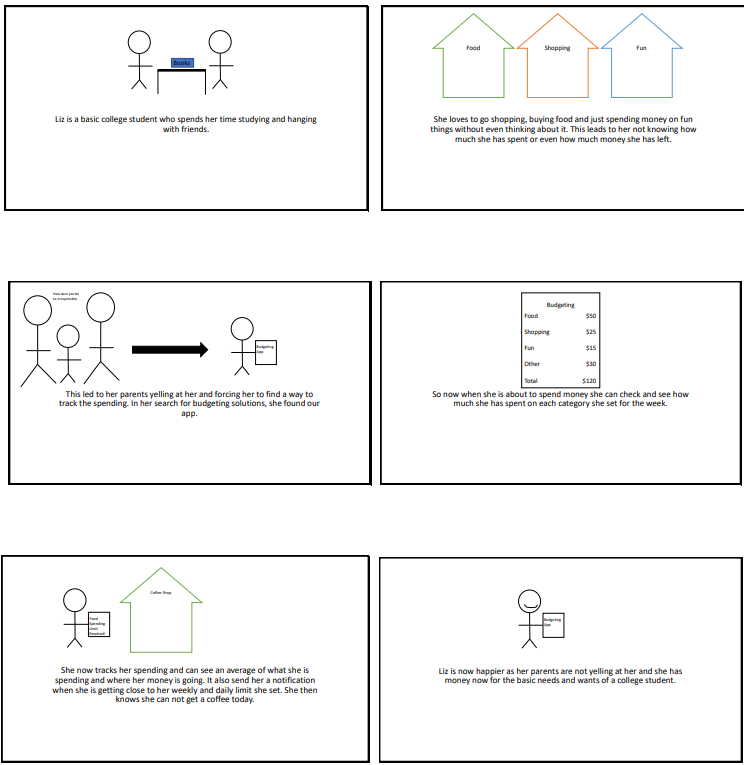 Books
Liz is a basic college student who spends her time studying and hanging
with friends.
Food
Shopping
Fun
She loves to go shopping, buying food and just spending money on fun
things without even thinking about it. This leads to her not knowing how
much she has spent or even how much money she has left.
How dare you be
so irresponsible
Budgeting
App
This led to her parents yelling at her and forcing her to find a way to
track the spending. In her search for budgeting solutions, she found our
app.
Budgeting
Food $50
Shopping $25
Fun $15
Other $30
Total $120
So now when she is about to spend money she can check and see how
much she has spent on each category she set for the week.
Food
Spending
Limit
Reached!
Coffee Shop
She now tracks her spending and can see an average of what she is
spending and where her money is going. It also send her a notification
when she is getting close to her weekly and daily limit she set. She then
knows she can not get a coffee today.
Budgeting
App
Liz is now happier as her parents are not yelling at her and she has
money now for the basic needs and wants of a college student.